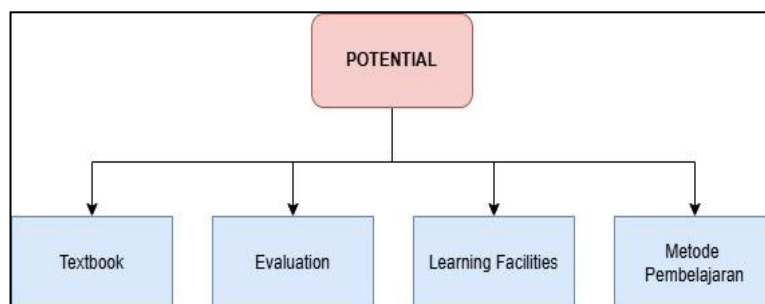 POTENTIAL
Textbook
Evaluation
Learning Facilities
Metode
Pembelajaran